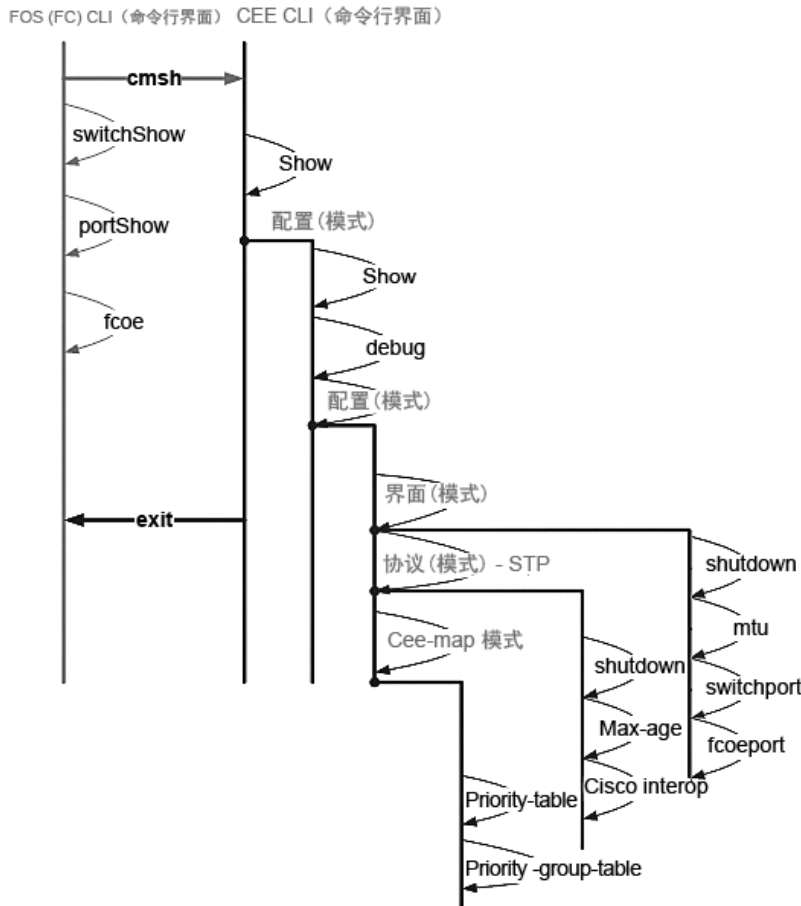 FOS (FC) CLI（命令行界面） CEE CLI（命令行界面）
cmsh
switchShow
Show
portShow
配置(模式)
Show
fcoe
debug
配置(模式)
界面(模式)
exit
协议(模式) - STP
shutdown
mtu
Cee-map 模式
shutdown
switchport
Max-age
fcoeport
Cisco interop
Priority-table
Priority -group-table